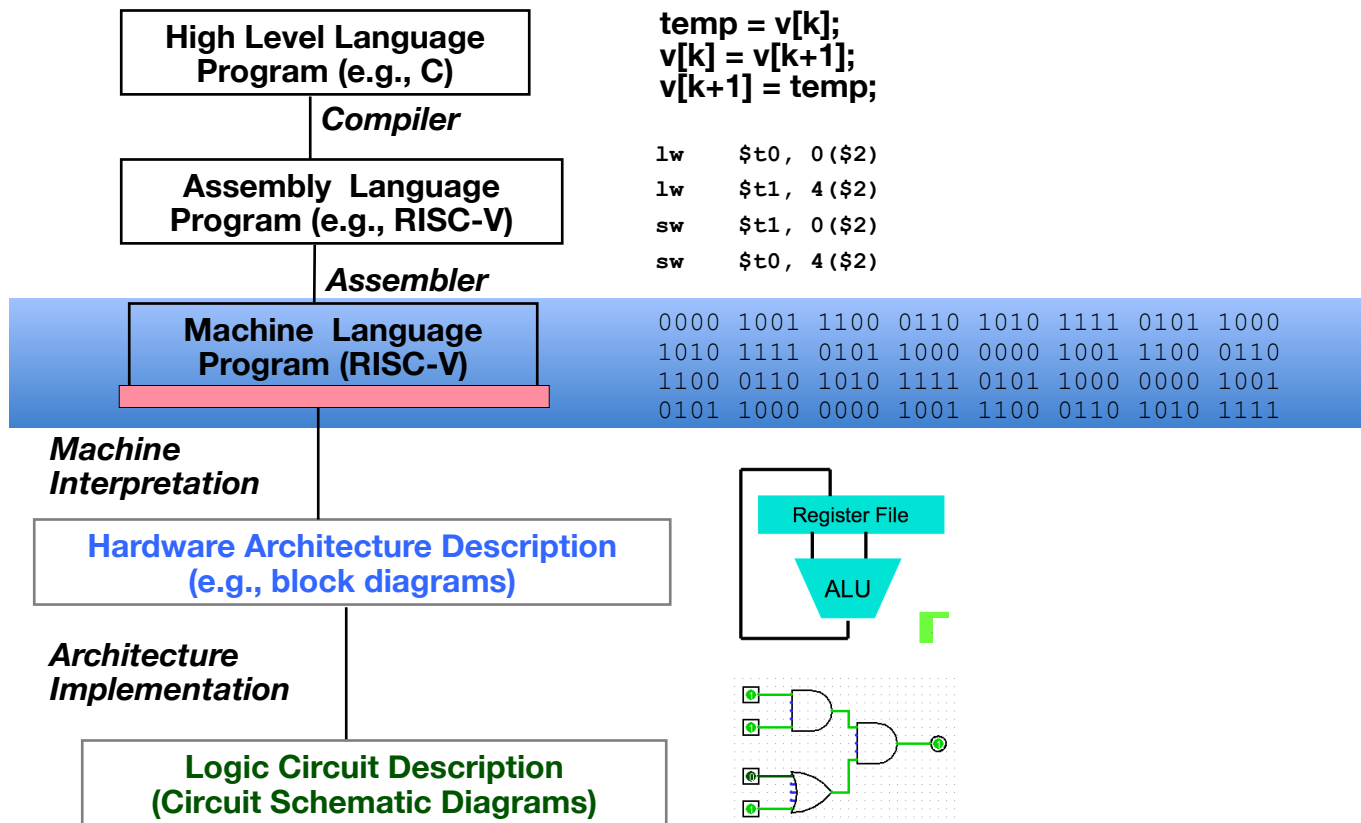 High Level Language
Program (e.g., C)
temp = v[k];
v[k] = v[k+1];
v[k+1] = temp;
Compiler
Assembly Language
Program (e.g., RISC-V)
lw $t0, 0($2)
lw $t1, 4($2)
sw $t1, 0($2)
sw $t0, 4($2)
Assembler
Machine Language
Program (RISC-V)
0000 1001 1100 0110 1010 1111 0101 1000
1010 1111 0101 1000 0000 1001 1100 0110
1100 0110 1010 1111 0101 1000 0000 1001
0101 1000 0000 1001 1100 0110 1010 1111
Machine
Interpretation
Hardware Architecture Description
(e.g., block diagrams)
Register File
ALU
Architecture
Implementation
Logic Circuit Description
(Circuit Schematic Diagrams)